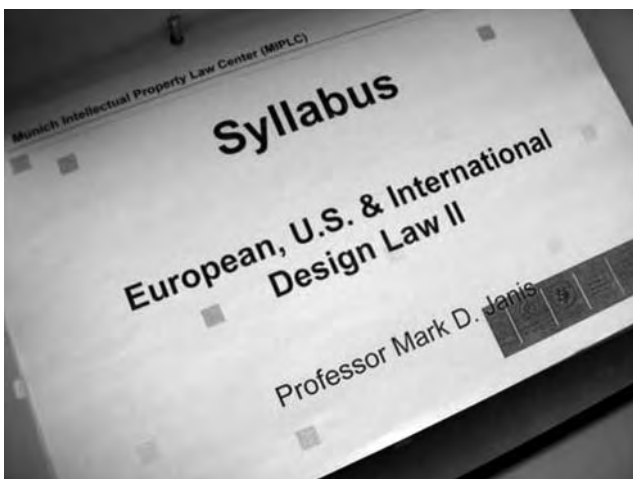 Munich Intellectual Property Law Center (MIPLC)
Syllabus
European, U.S. & International
Design Law II
Professor Mark D. Janis